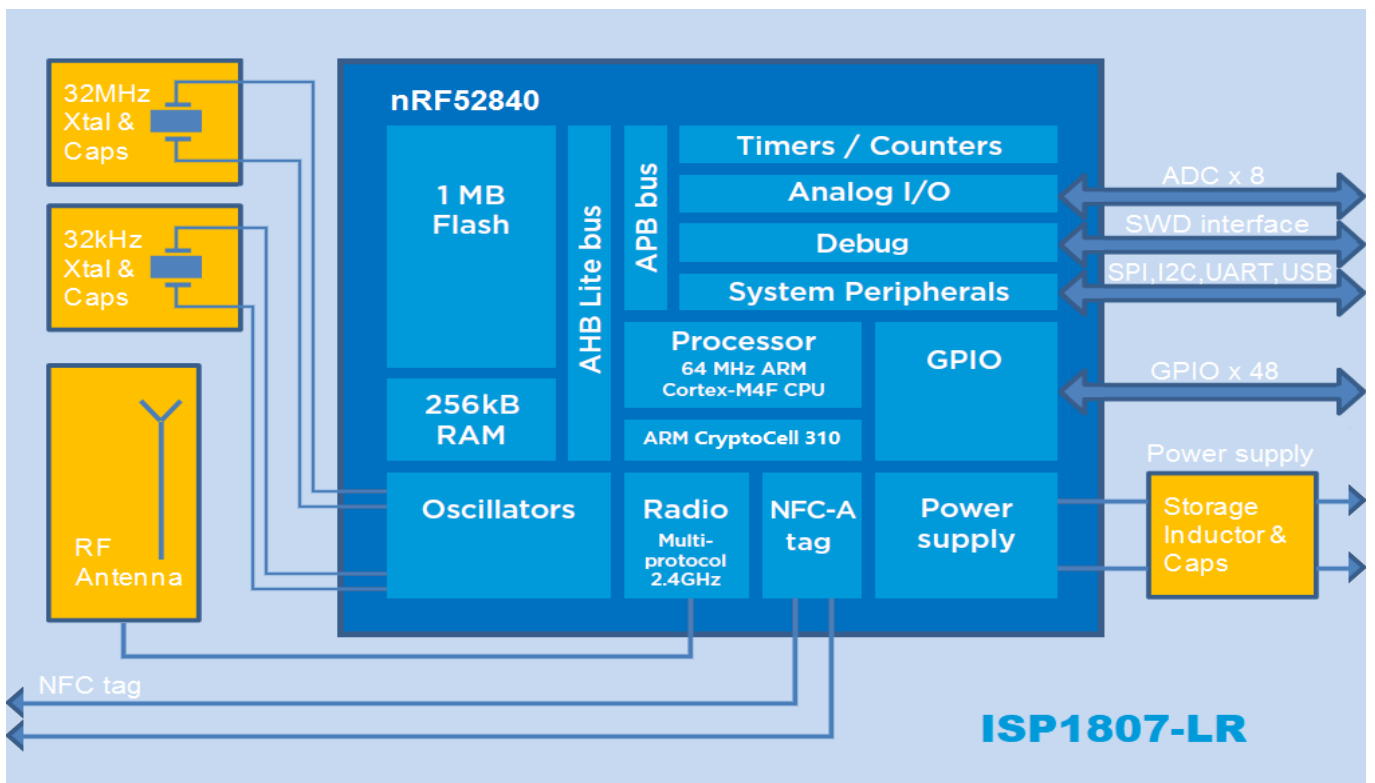 32MHz
Xtal &
Caps
32kHz
Xtal &
Caps
RF
Antenna
nRF52840
1 MB
Flash
256kB
RAM
AHB Lite bus
APB bus
Timers / Counters
Analog I/O
Debug
System Peripherals
Processor
64 MHz ARM
Cortex-M4F CPU
ARM CryptoCell 310
GPIO
Oscillators
Radio
Multi-
protocol
2.4GHz
NFC-A
tag
Power
supply
ADC x 8
SWD interface
SPI,I2C,UART,USB
GPIO x 48
Power supply
Storage
Inductor &
Caps
NFC tag
ISP1807-LR